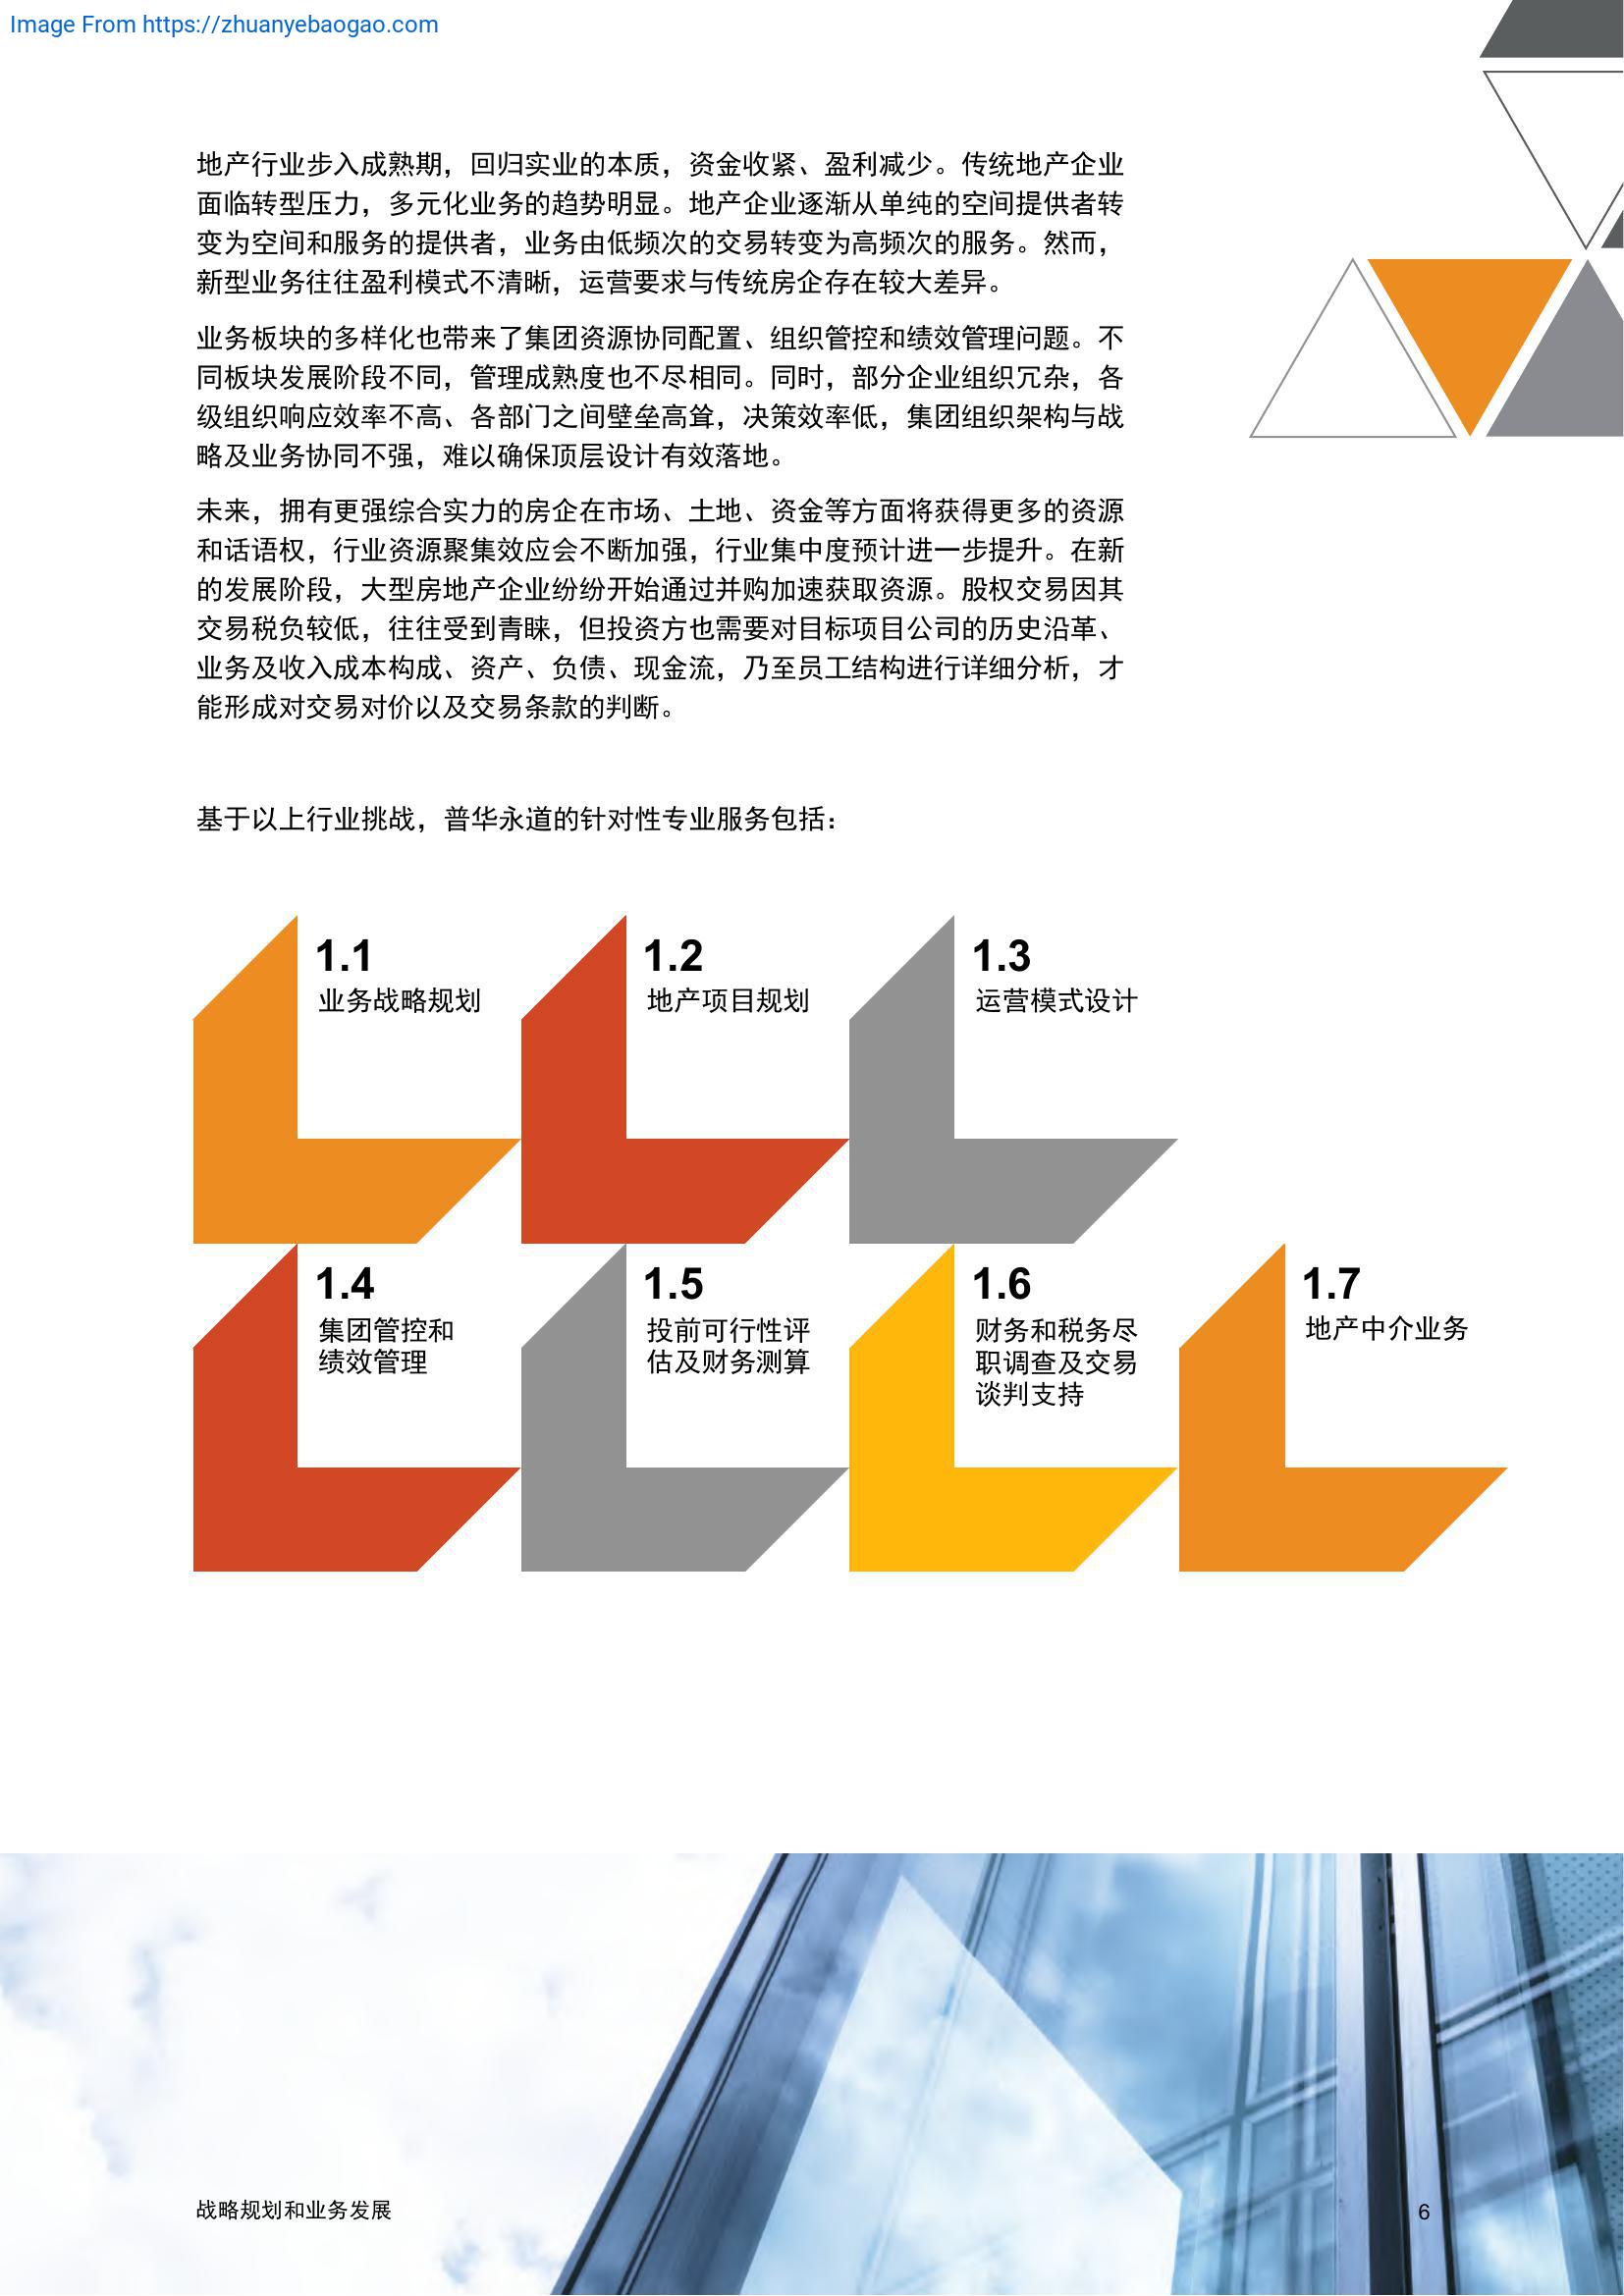 Image From https://zhuanyebaogao.com
地产行业步入成熟期，回归实业的本质，资金收紧、盈利减少。传统地产企业
面临转型压力，多元化业务的趋势明显。地产企业逐渐从单纯的空间提供者转
变为空间和服务的提供者，业务由低频次的交易转变为高频次的服务。然而，
新型业务往往盈利模式不清晰，运营要求与传统房企存在较大差异。
业务板块的多样化也带来了集团资源协同配置、组织管控和绩效管理问题。不
同板块发展阶段不同，管理成熟度也不尽相同。同时，部分企业组织冗杂，各
级组织响应效率不高、各部门之间壁垒高耸，决策效率低，集团组织架构与战
略及业务协同不强，难以确保顶层设计有效落地。
未来，拥有更强综合实力的房企在市场、土地、资金等方面将获得更多的资源
和话语权，行业资源聚集效应会不断加强，行业集中度预计进一步提升。在新
的发展阶段，大型房地产企业纷纷开始通过并购加速获取资源。股权交易因其
交易税负较低，往往受到青睐，但投资方也需要对目标项目公司的历史沿革、
业务及收入成本构成、资产、负债、现金流，乃至员工结构进行详细分析，才
能形成对交易对价以及交易条款的判断。
基于以上行业挑战，普华永道的针对性专业服务包括：
1.1
业务战略规划
1.2
地产项目规划
1.3
运营模式设计
1.4
集团管控和
绩效管理
1.5
投前可行性评
估及财务测算
1.6
财务和税务尽
职调查及交易
谈判支持
1.7
地产中介业务
战略规划和业务发展
6